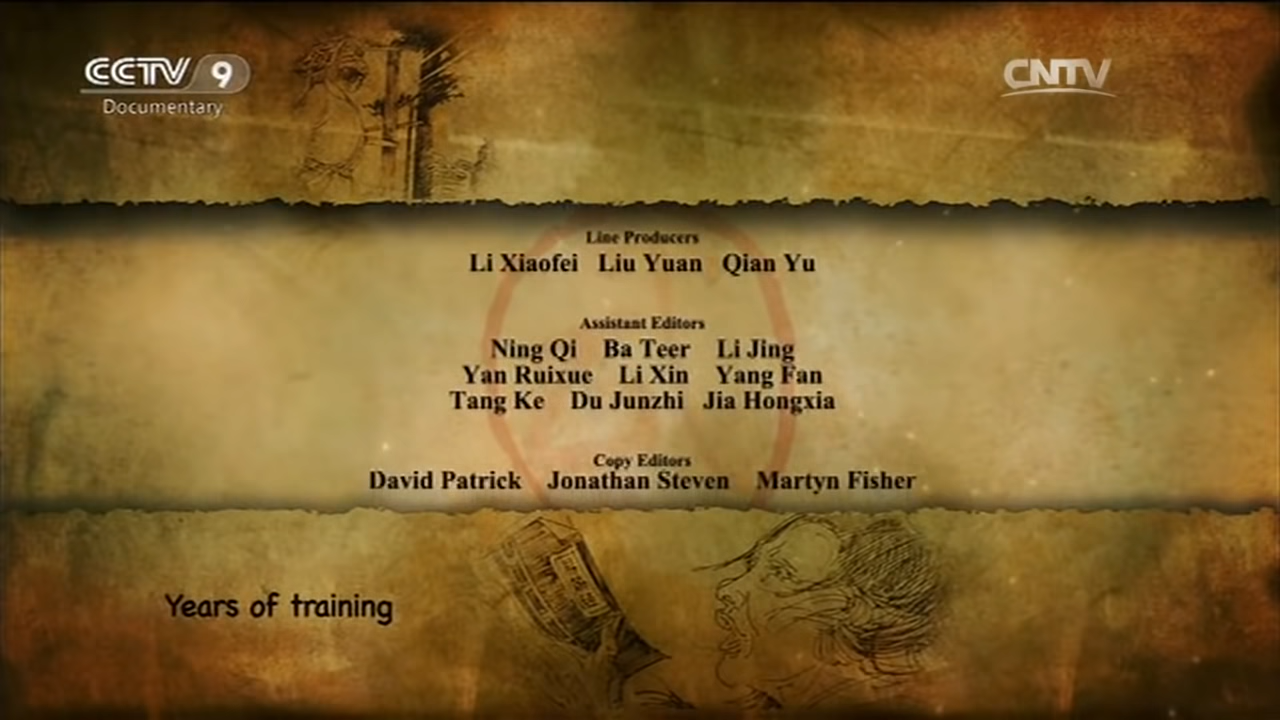 CCTV 9
Documentary
CNTV
Line Producers
Li Xiaofei Liu Yuan Qian Yu
Assistant Editors
Ning Qi Ba Teer Li Jing
Yan Ruixue Li Xin Yang Fan
Tang Ke Du Junzhi Jia Hongxia
Copy Editors
David Patrick Jonathan Steven Martyn Fisher
Years of training